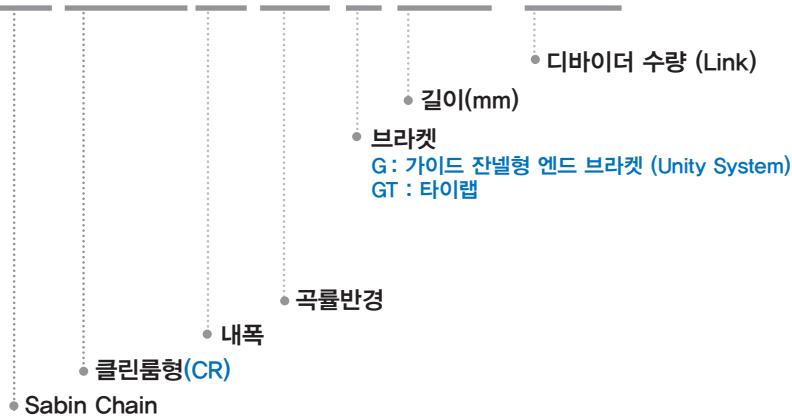 디바이더 수량 (Link)
길이(mm)
브라켓
G : 가이드 잔넬형 엔드 브라켓 (Unity System)
GT : 타이랩
곡률반경
내폭
클린룸형(CR)
Sabin Chain